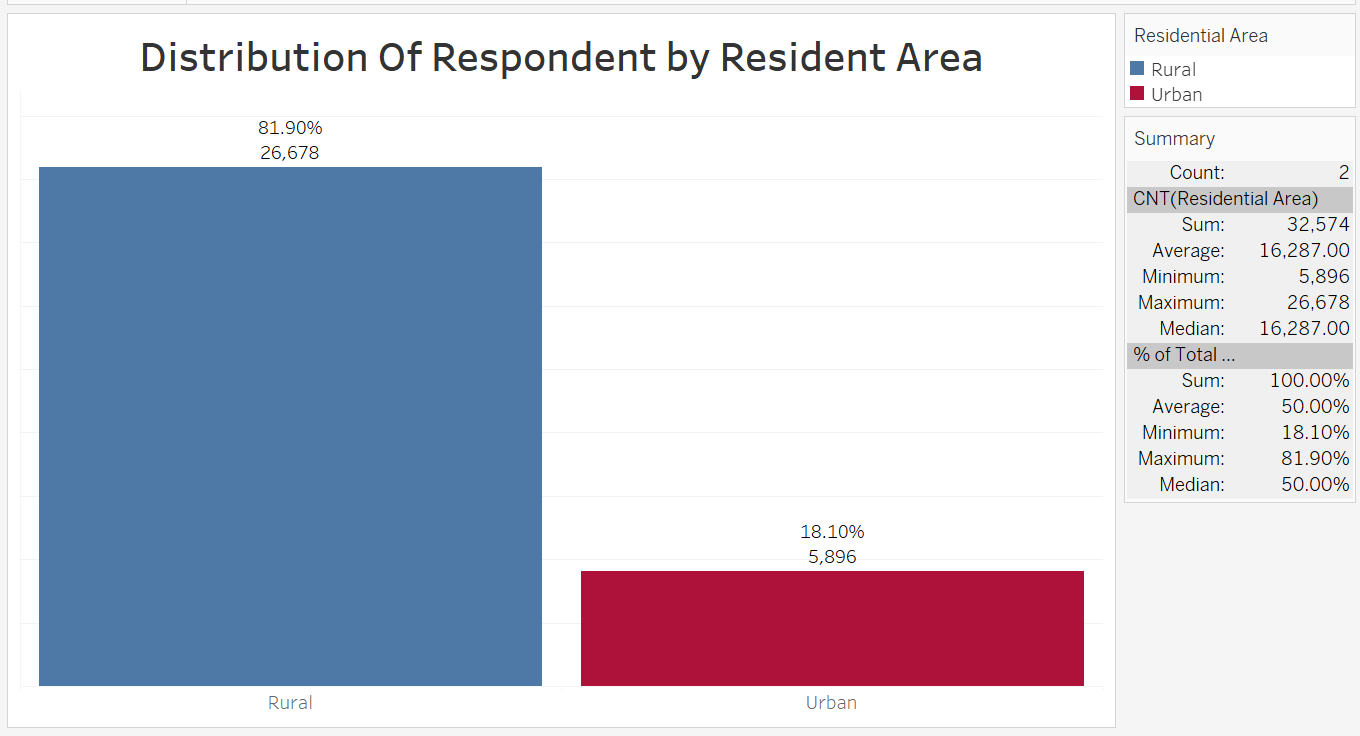 Distribution Of Respondent by Resident Area
81.90%
26,678
18.10%
5,896
Rural
Urban
Residential Area
Rural
Urban
Summary
Count: 2
CNT(Residential Area)
Sum: 32,574
Average: 16,287.00
Minimum: 5,896
Maximum: 26,678
Median: 16,287.00
% of Total ...
Sum: 100.00%
Average: 50.00%
Minimum: 18.10%
Maximum: 81.90%
Median: 50.00%